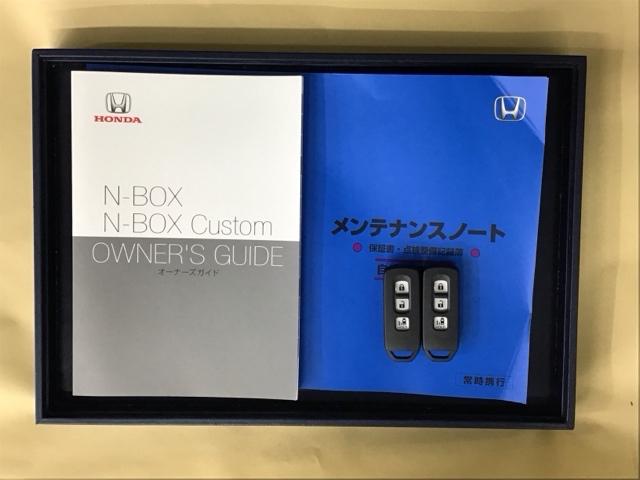 HONDA
N-BOX
N-BOX Custom
OWNER'S GUIDE
オーナーズガイド
メンテナンスノート
保証書・点検整備記録簿
自
常時携行